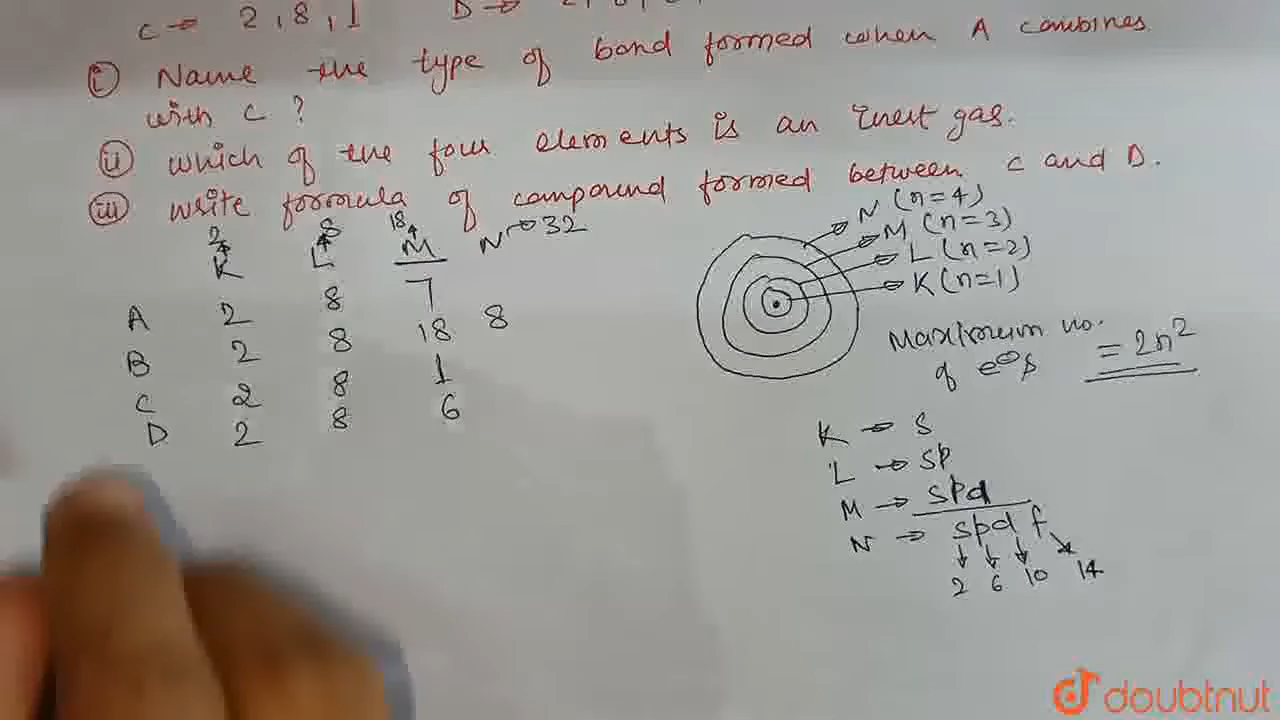 C → 2, 8, 1 D →
(i) Name the type of bond formed when A combines
with C ?
(ii) which of the four elements is an Inert gas.
(iii) write formula of compound formed between C and D.
2 8 18 N → 32
K L M
A 2 8 7
B 2 8 18 8
C 2 8 1
D 2 8 6
N (n=4)
M (n=3)
L (n=2)
K (n=1)
Maximum no.
of e⊖s = 2n²
K → s
L → sp
M → spd
N → spdf
2 6 10 14
doubtnut